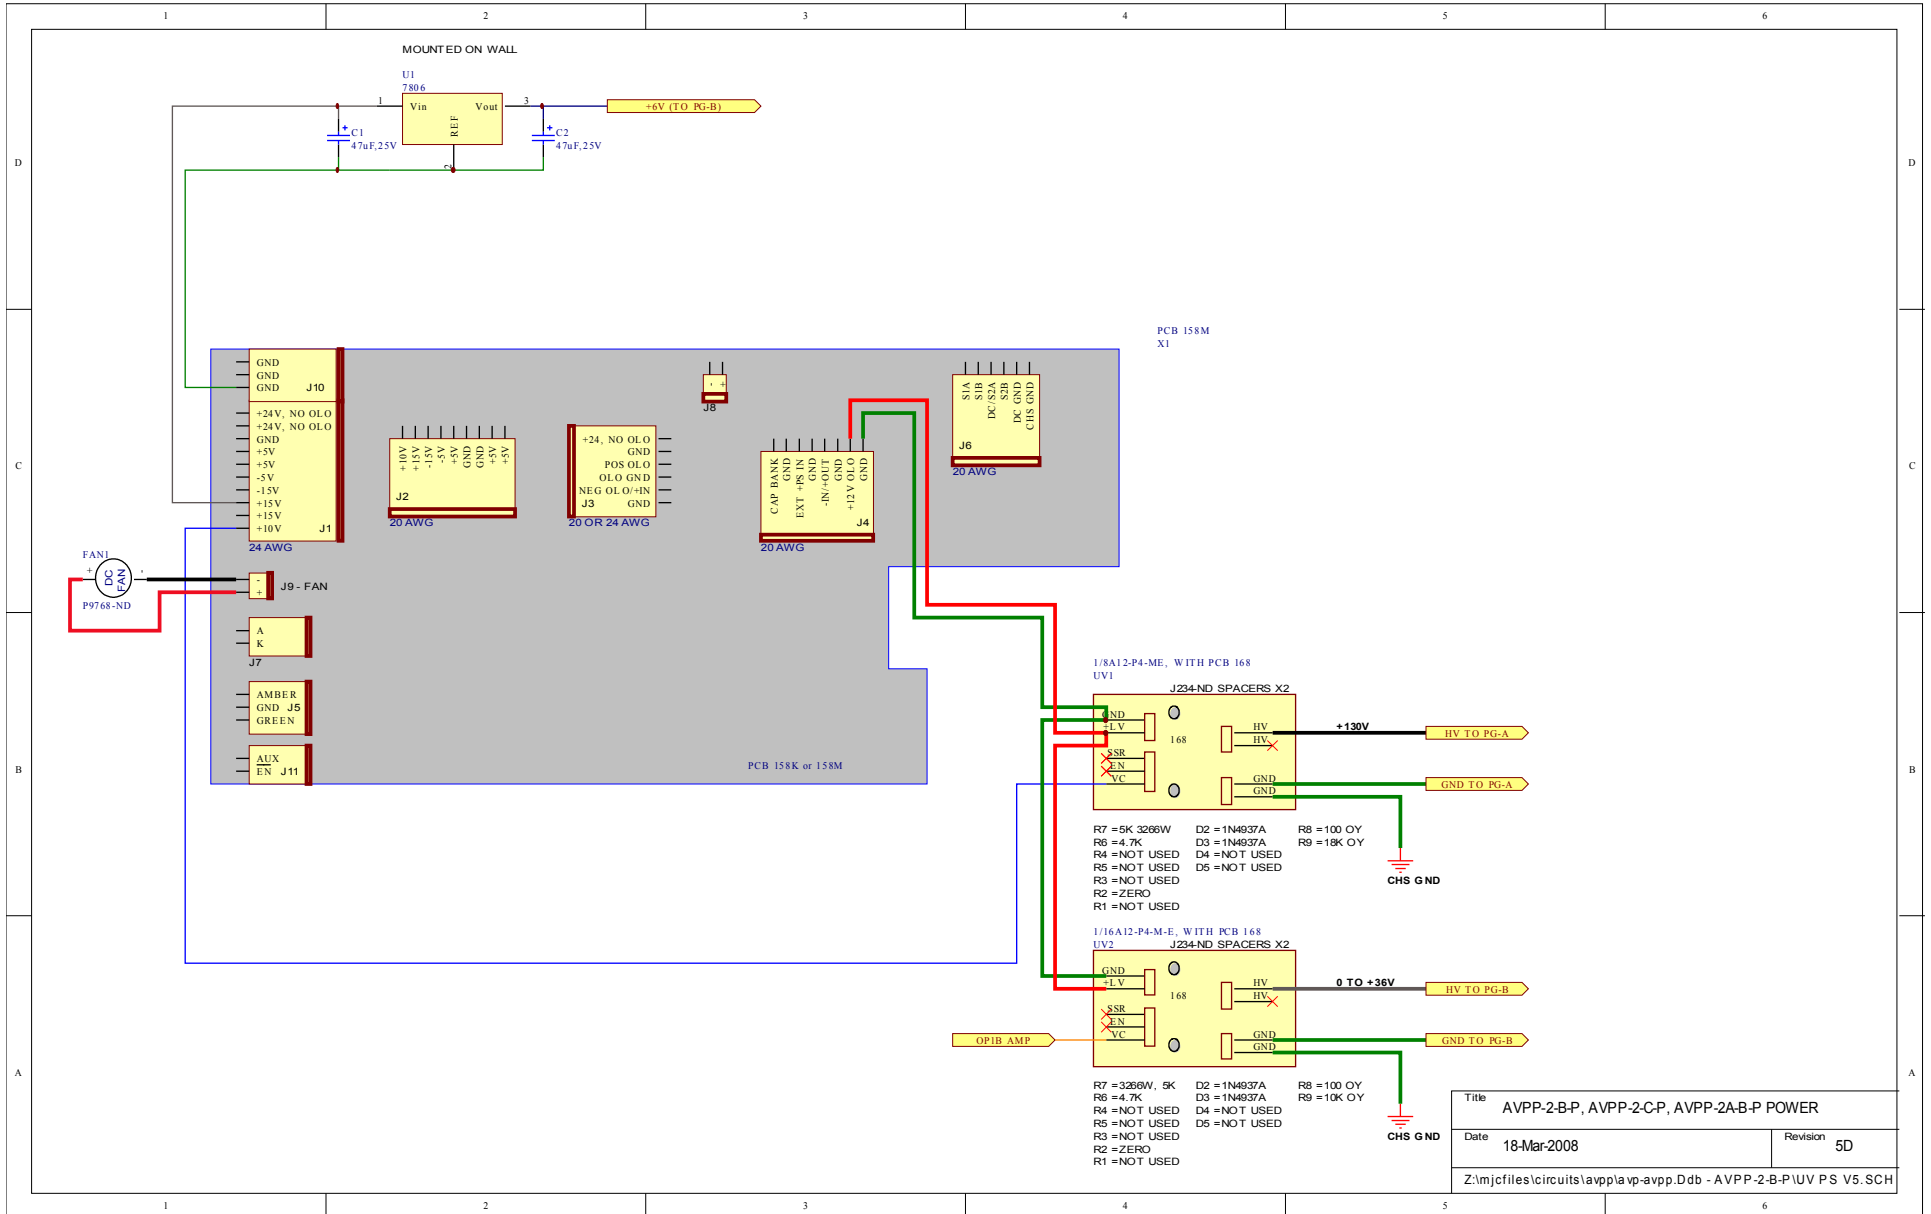 1 2 3 4 5 6
MOUNTED ON WALL
U1
7806
1 Vin Vout 3
REF
2
+6V (TO PG-B)
+ C1
47uF,25V
+ C2
47uF,25V
D D
PCB 158M
X1
GND
GND
GND
J10
+24V, NO OLO
+24V, NO OLO
GND
+5V
+5V
-5V
-15V
+15V
+15V
+10V
J1
24 AWG
+10V
+15V
-15V
-5V
+5V
GND
GND
+5V
+5V
J2
20 AWG
+24, NO OLO
GND
POS OLO
OLO GND
NEG OLO/+IN
GND
J3
20 OR 24 AWG
- +
J8
CAP BANK
GND
EXT +PS IN
GND
-IN/+OUT
GND
+12V OLO
GND
J4
20 AWG
S1A
S1B
DC/S2A
S2B
DC GND
CHS GND
J6
20 AWG
C C
FAN1
+ -
DC
FAN
P9768-ND
-
+
J9 - FAN
A
K
J7
AMBER
GND J5
GREEN
AUX
EN J11
PCB 158K or 158M
B B
1/8A12-P4-ME, WITH PCB 168
UV1
J234-ND SPACERS X2
GND
+LV
SSR
EN
VC
168
HV
HV
GND
GND
+130V
HV TO PG-A
GND TO PG-A
CHS GND
R7 =5K 3266W D2 =1N4937A R8 =100 OY
R6 =4.7K D3 =1N4937A R9 =18K OY
R4 =NOT USED D4 =NOT USED
R5 =NOT USED D5 =NOT USED
R3 =NOT USED
R2 =ZERO
R1 =NOT USED
1/16A12-P4-M-E, WITH PCB 168
UV2
J234-ND SPACERS X2
GND
+LV
SSR
EN
VC
168
HV
HV
GND
GND
OP1B AMP
0 TO +36V
HV TO PG-B
GND TO PG-B
CHS GND
A A
R7 =3266W, 5K D2 =1N4937A R8 =100 OY
R6 =4.7K D3 =1N4937A R9 =10K OY
R4 =NOT USED D4 =NOT USED
R5 =NOT USED D5 =NOT USED
R3 =NOT USED
R2 =ZERO
R1 =NOT USED
Title
AVPP-2-B-P, AVPP-2-C-P, AVPP-2A-B-P POWER
Date 18-Mar-2008 Revision 5D
Z:\mjcfiles\circuits\avpp\avp-avpp.Ddb - AVPP-2-B-P\UV PS V5.SCH
1 2 3 4 5 6